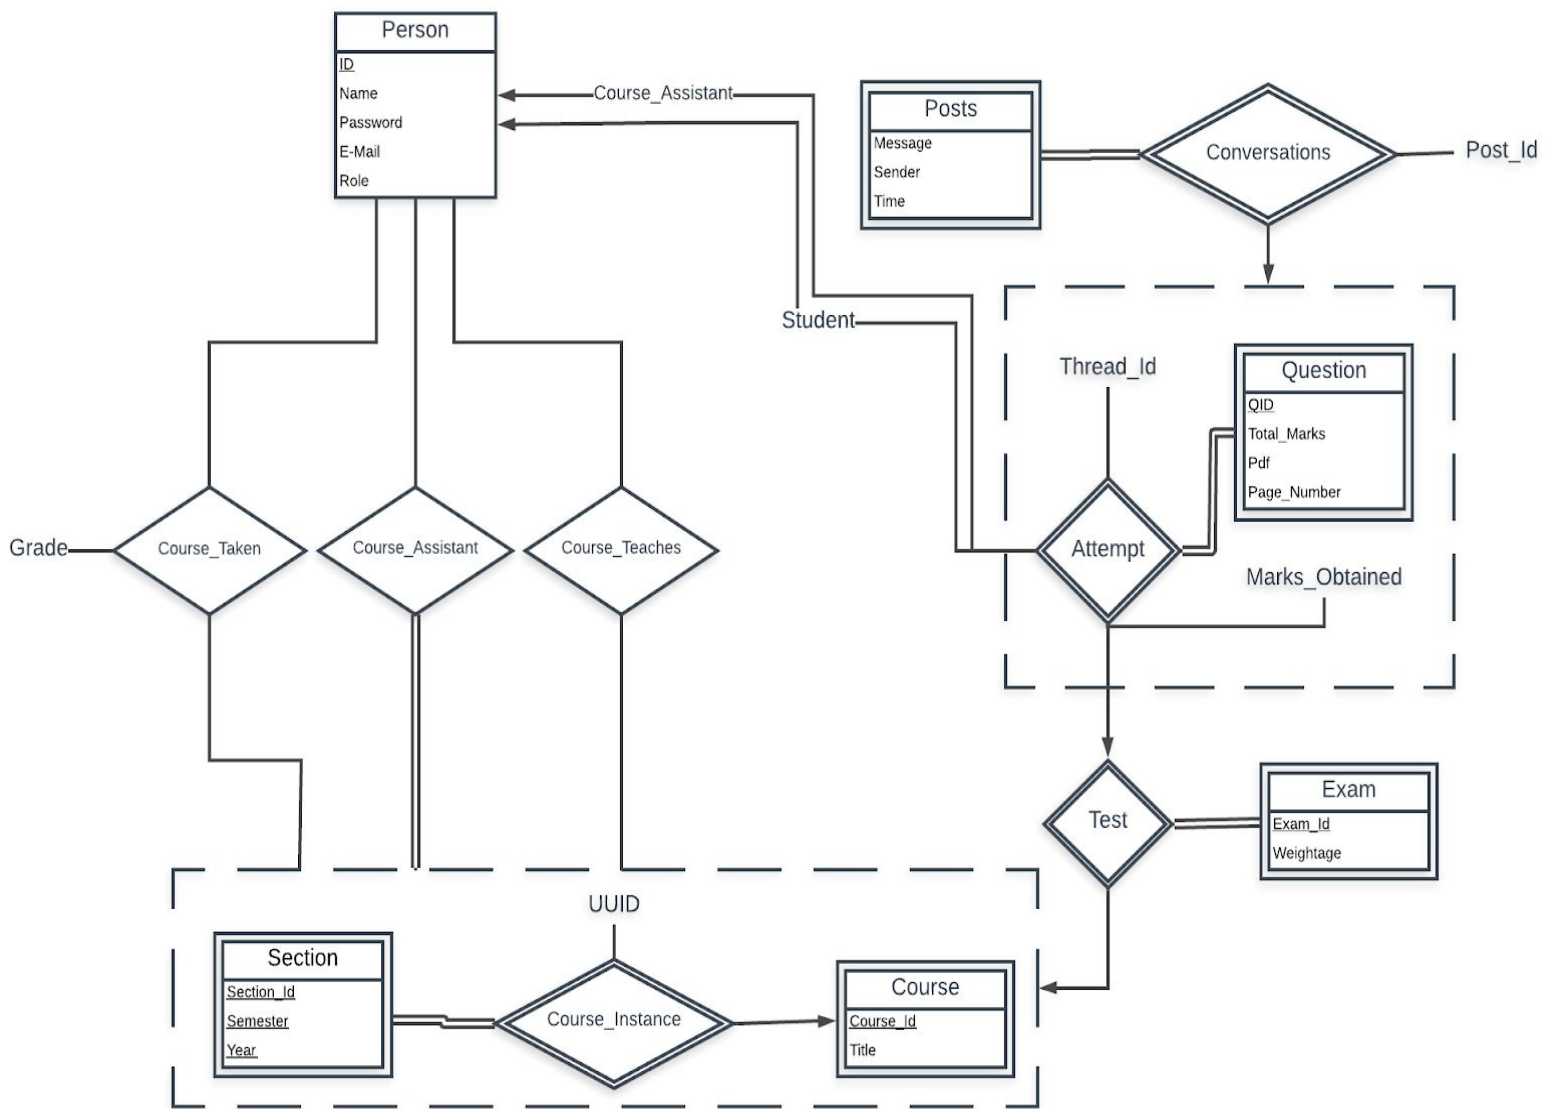 Person
ID
Name
Password
E-Mail
Role
Course_Assistant
Student
Posts
Message
Sender
Time
Conversations
Post_Id
Thread_Id
Question
QID
Total_Marks
Pdf
Page_Number
Attempt
Marks_Obtained
Grade
Course_Taken
Course_Assistant
Course_Teaches
Test
Exam
Exam_Id
Weightage
UUID
Section
Section_Id
Semester
Year
Course_Instance
Course
Course_Id
Title